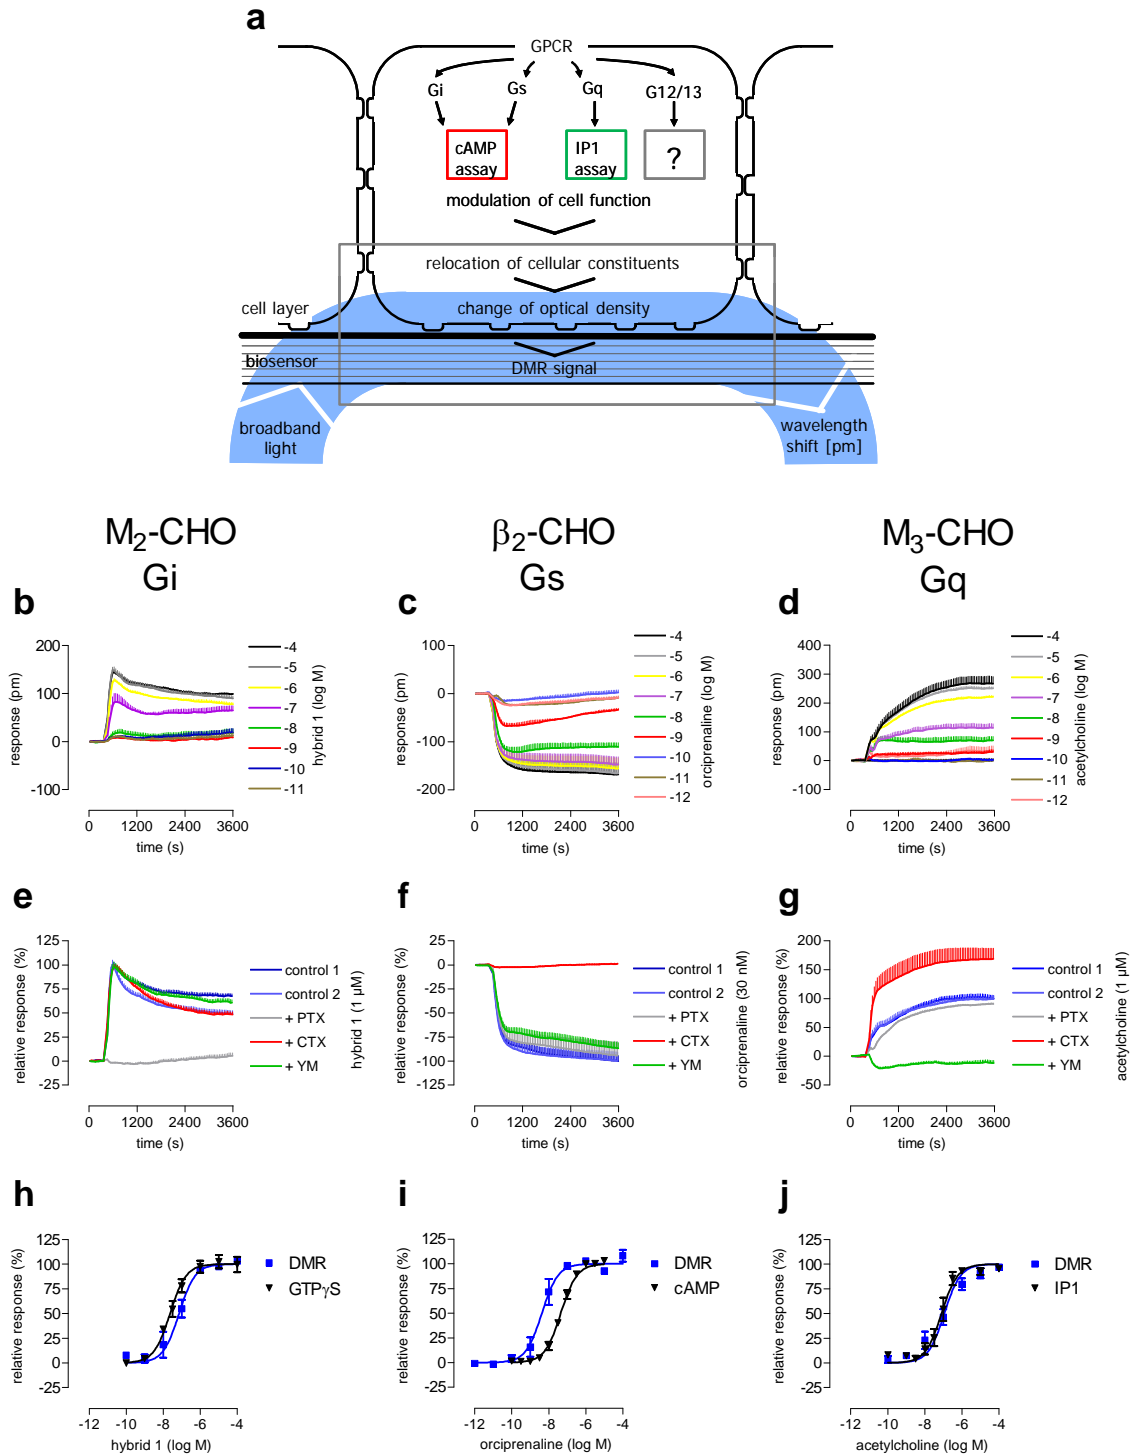 a
GPCR
Gi
Gs
Gq
G12/13
cAMP
assay
IP1
assay
?
modulation of cell function
relocation of cellular constituents
cell layer
change of optical density
biosensor
DMR signal
broadband
light
wavelength
shift [pm]
M₂-CHO
Gi
β₂-CHO
Gs
M₃-CHO
Gq
b
response (pm)
200
100
0
-100
0 1200 2400 3600
time (s)
-4
-5
-6
-7
-8
-9
-10
-11
hybrid 1 (log M)
c
response (pm)
100
0
-100
-200
0 1200 2400 3600
time (s)
-4
-5
-6
-7
-8
-9
-10
-11
-12
orciprenaline (log M)
d
response (pm)
400
300
200
100
0
-100
0 1200 2400 3600
time (s)
-4
-5
-6
-7
-8
-9
-10
-11
-12
acetylcholine (log M)
e
relative response (%)
125
100
75
50
25
0
-25
0 1200 2400 3600
time (s)
control 1
control 2
+ PTX
+ CTX
+ YM
hybrid 1 (1 µM)
f
relative response (%)
25
0
-25
-50
-75
-100
-125
0 1200 2400 3600
time (s)
control 1
control 2
+ PTX
+ CTX
+ YM
orciprenaline (30 nM)
g
relative response (%)
200
150
100
50
0
-50
0 1200 2400 3600
time (s)
control 1
control 2
+ PTX
+ CTX
+ YM
acetylcholine (1 µM)
h
relative response (%)
125
100
75
50
25
0
-25
-12 -10 -8 -6 -4
hybrid 1 (log M)
DMR
GTPγS
i
relative response (%)
125
100
75
50
25
0
-25
-12 -10 -8 -6 -4
orciprenaline (log M)
DMR
cAMP
j
relative response (%)
125
100
75
50
25
0
-25
-12 -10 -8 -6 -4
acetylcholine (log M)
DMR
IP1